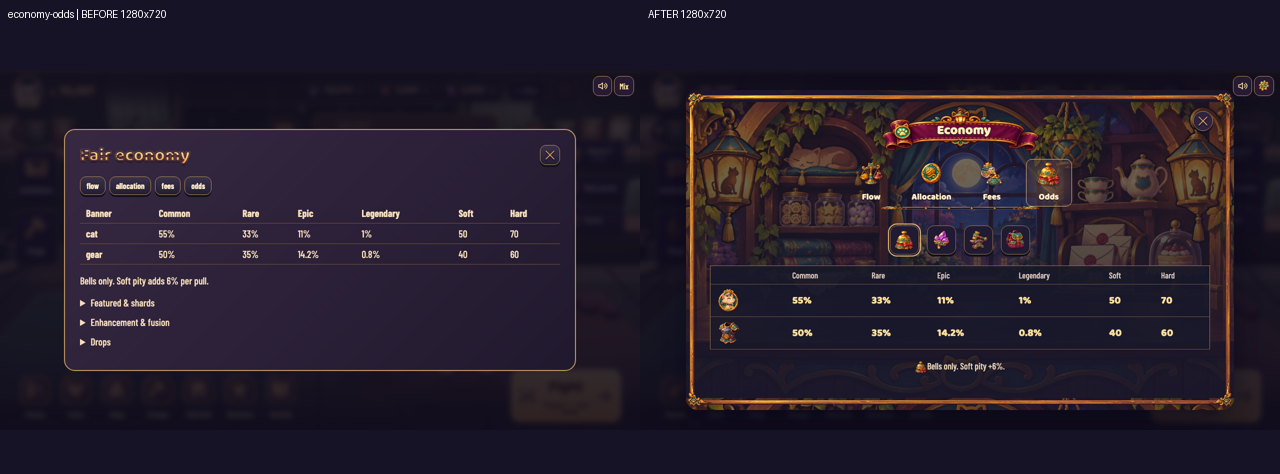 economy-odds | BEFORE 1280x720
Mix
Fair economy
flow allocation fees odds
Banner Common Rare Epic Legendary Soft Hard
cat 55% 33% 11% 1% 50 70
gear 50% 35% 14.2% 0.8% 40 60
Bells only. Soft pity adds 6% per pull.
Featured & shards
Enhancement & fusion
Drops
AFTER 1280x720
Economy
Flow Allocation Fees Odds
Common Rare Epic Legendary Soft Hard
55% 33% 11% 1% 50 70
50% 35% 14.2% 0.8% 40 60
Bells only. Soft pity +6%.